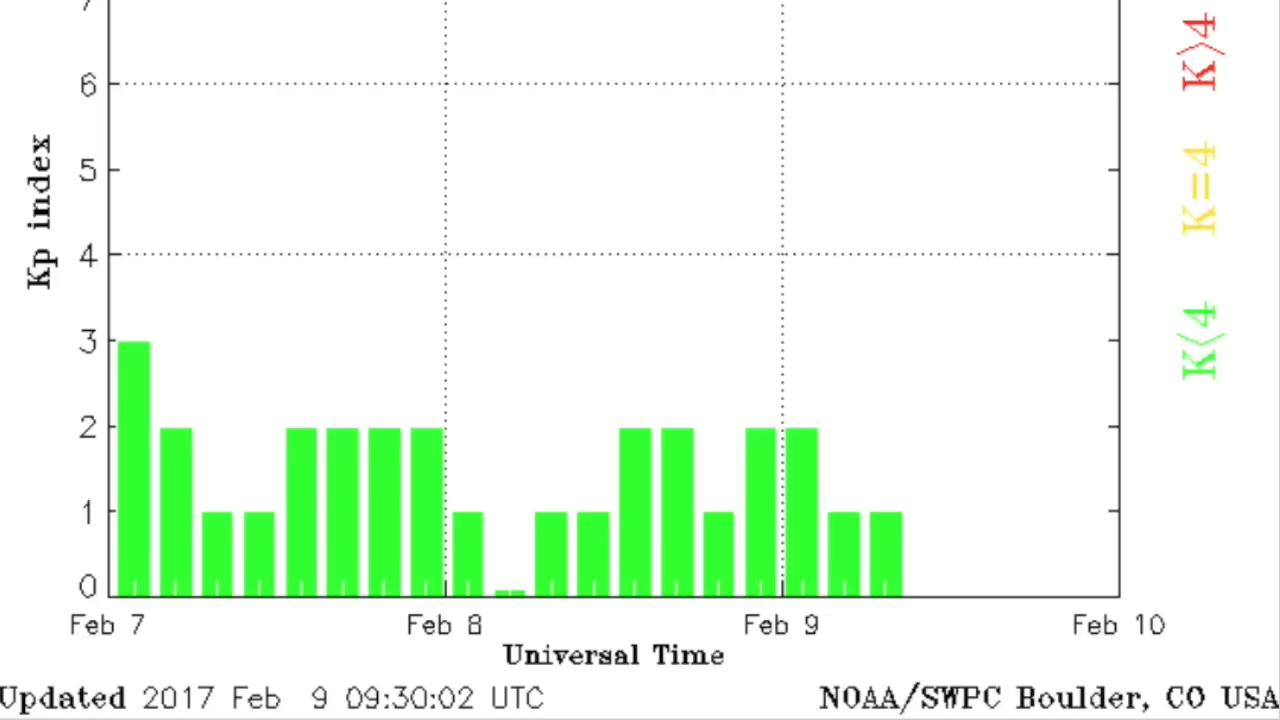 7
6
5
4
3
2
1
0
Kp index
K>4
K=4
K<4
Feb 7 Feb 8 Feb 9 Feb 10
Universal Time
Updated 2017 Feb 9 09:30:02 UTC NOAA/SWPC Boulder, CO USA